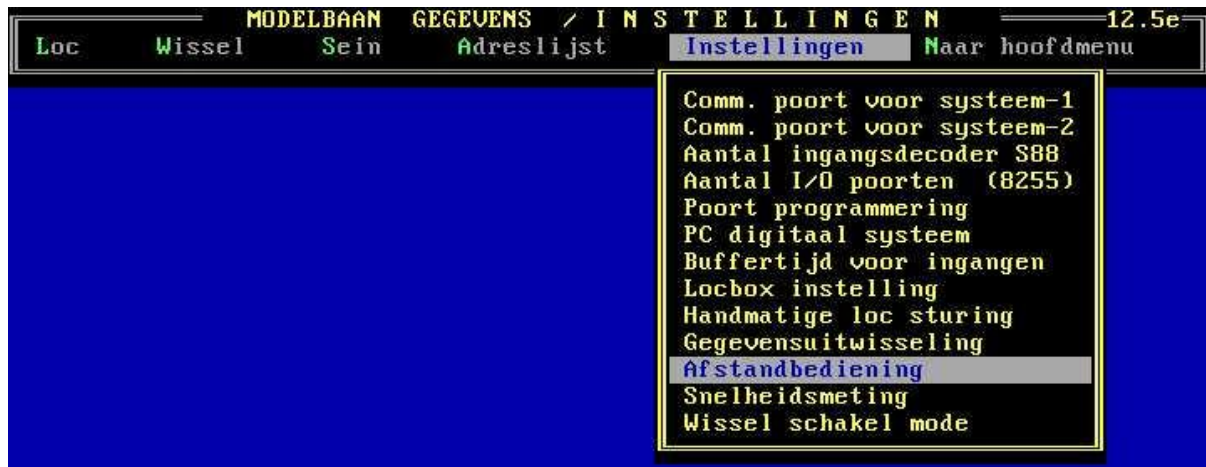 MODELBAAN GEGEVENS / I N S T E L L I N G E N 12.5e
Loc Wissel Sein Adreslijst Instellingen Naar hoofdmenu
Comm. poort voor systeem-1
Comm. poort voor systeem-2
Aantal ingangsdecoder S88
Aantal I/O poorten (8255)
Poort programmering
PC digitaal systeem
Buffertijd voor ingangen
Locbox instelling
Handmatige loc sturing
Gegevensuitwisseling
Afstandbediening
Snelheidsmeting
Wissel schakel mode